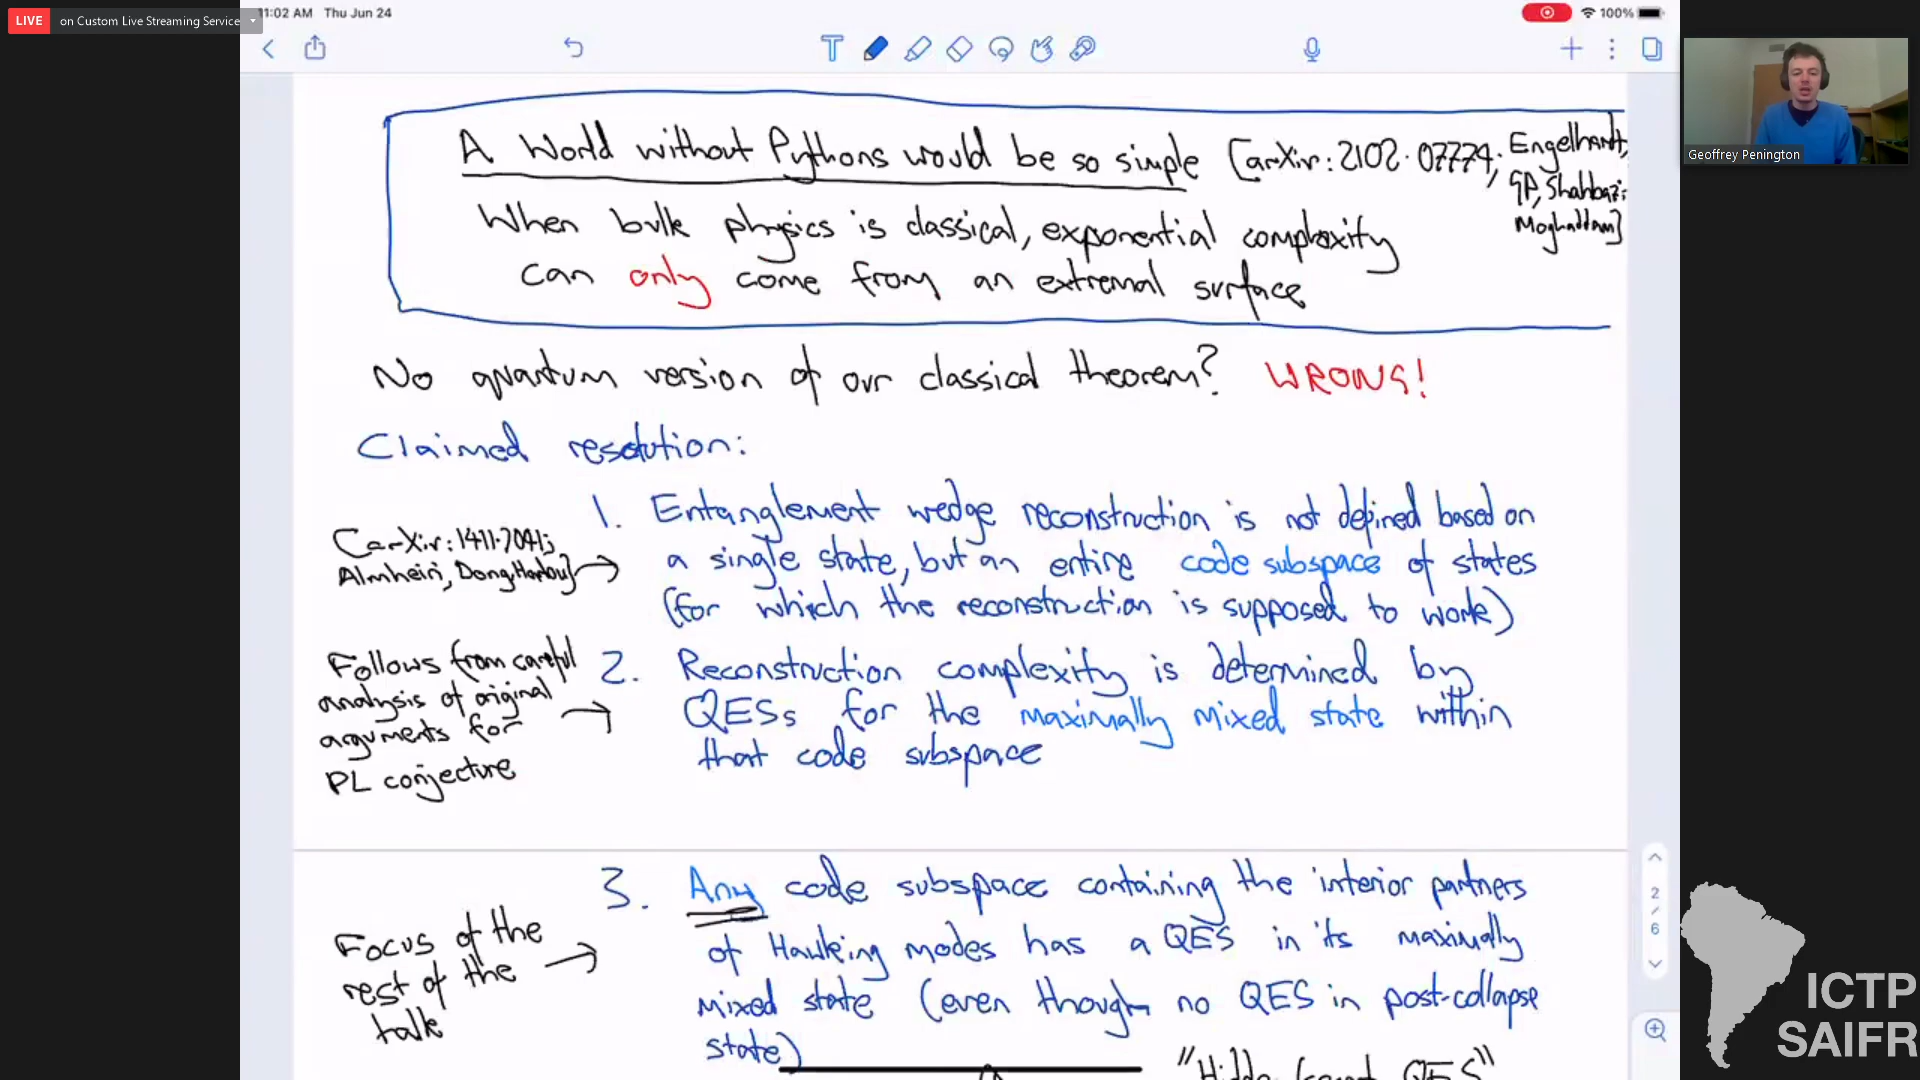 LIVE on Custom Live Streaming Service
11:02 AM Thu Jun 24
100%
Geoffrey Penington
A World without Pythons would be so simple [arXiv: 2102.07774; Engelhardt,
GP, Shahbazi-
Moghaddam]
When bulk physics is classical, exponential complexity
can only come from an extremal surface
No quantum version of our classical theorem? WRONG!
Claimed resolution:
[arXiv: 1411.7041;
Almheiri, Dong, Harlow] →
1. Entanglement wedge reconstruction is not defined based on
a single state, but an entire code subspace of states
(for which the reconstruction is supposed to work)
Follows from careful
analysis of original
arguments for
PL conjecture →
2. Reconstruction complexity is determined by
QESs for the maximally mixed state within
that code subspace
Focus of the
rest of the
talk →
3. Any code subspace containing the interior partners
of Hawking modes has a QES in its maximally
mixed state (even though no QES in post-collapse
state)
QES"
2
/
6
ICTP
SAIFR